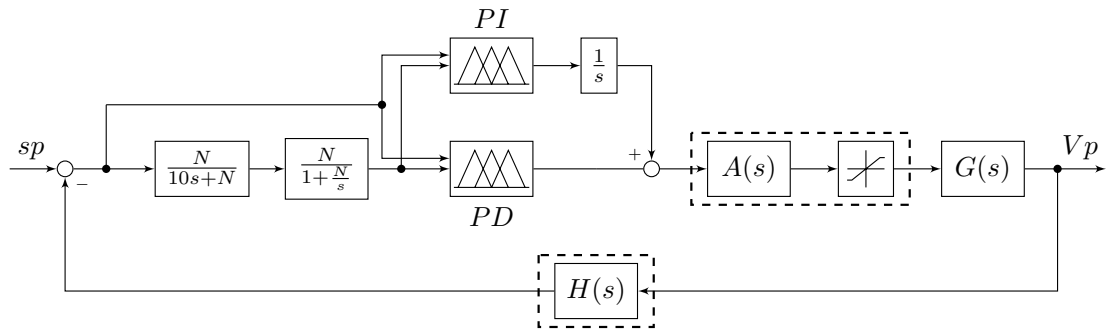 PI
1/s
sp
−
N/(10s+N)
N/(1+N/s)
PD
+
A(s)
G(s)
Vp
H(s)